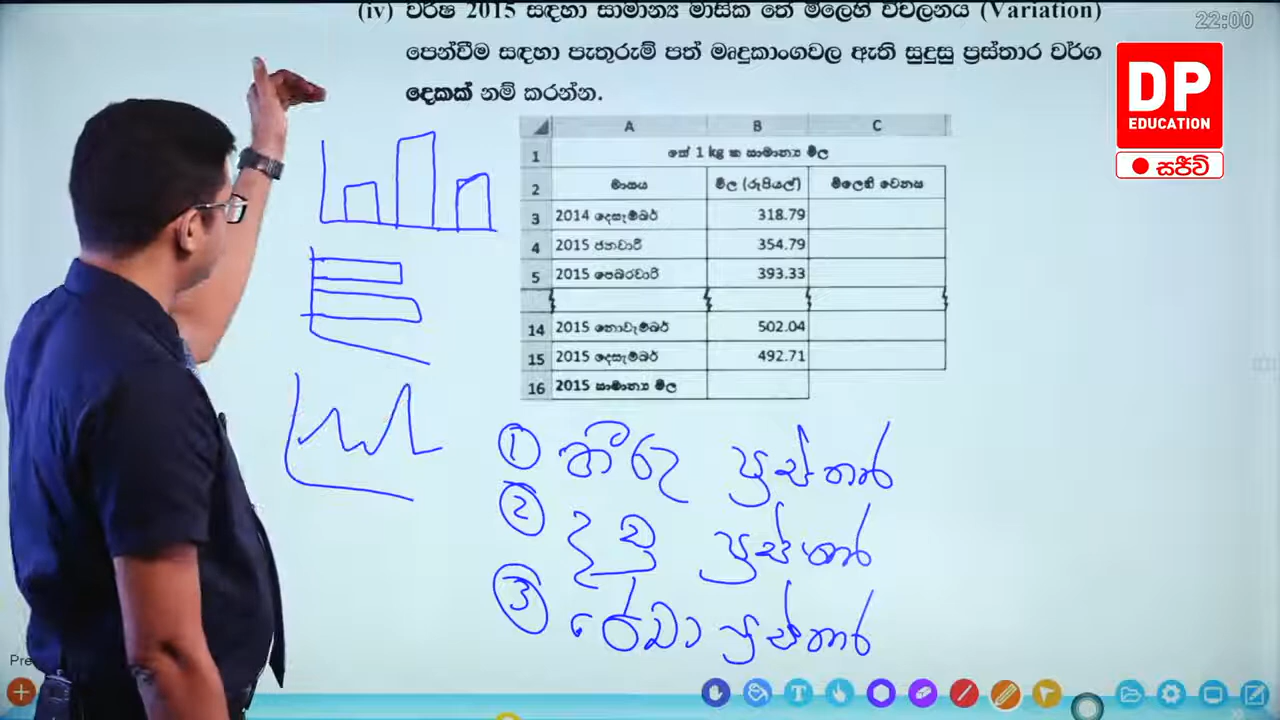 (iv) වර්ෂ 2015 සඳහා සාමාන්‍ය මාසික තේ මිලෙහි විචලනය (Variation)
පෙන්වීම සඳහා පැතුරුම් පත් මෘදුකාංගවල ඇති සුදුසු ප්‍රස්තාර වර්ග
දෙකක් නම් කරන්න.
22:00
DP
EDUCATION
සජීවි
A B C
1 තේ 1 kg ක සාමාන්‍ය මිල
2 මාසය මිල (රුපියල්) මිලෙහි වෙනස
3 2014 දෙසැම්බර් 318.79
4 2015 ජනවාරි 354.79
5 2015 පෙබරවාරි 393.33
14 2015 නොවැම්බර් 502.04
15 2015 දෙසැම්බර් 492.71
16 2015 සාමාන්‍ය මිල
1 තීරු ප්‍රස්තාර
2 දඬු ප්‍රස්තාර
3 රේඛා ප්‍රස්තාර
Pre